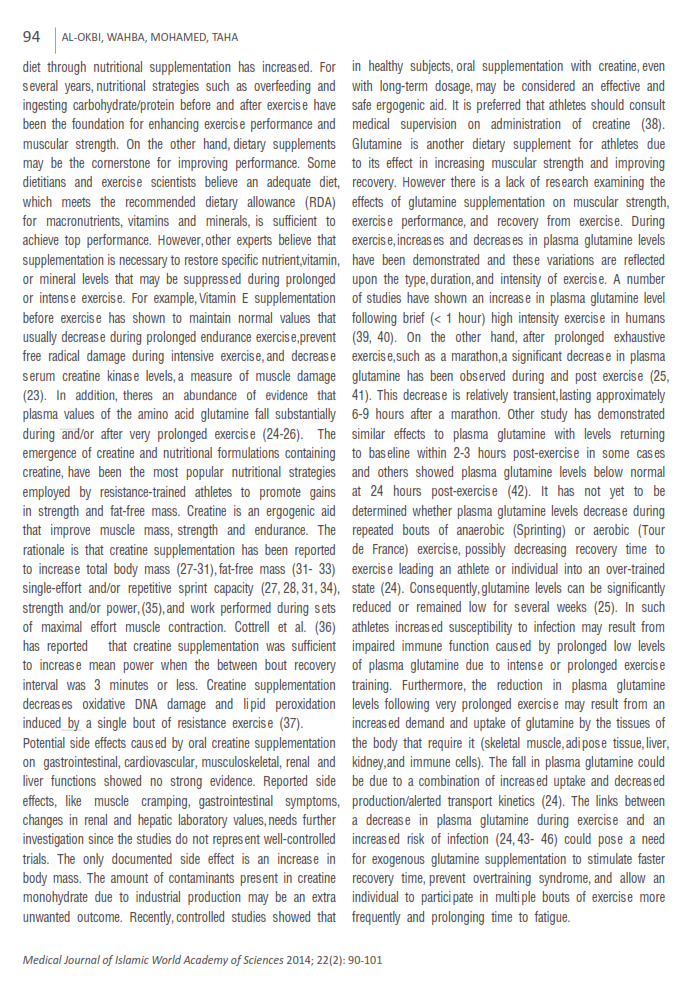 94 AL-OKBI, WAHBA, MOHAMED, TAHA
diet through nutritional supplementation has increased. For
several years, nutritional strategies such as overfeeding and
ingesting carbohydrate/protein before and after exercise have
been the foundation for enhancing exercise performance and
muscular strength. On the other hand, dietary supplements
may be the cornerstone for improving performance. Some
dietitians and exercise scientists believe an adequate diet,
which meets the recommended dietary allowance (RDA)
for macronutrients, vitamins and minerals, is sufficient to
achieve top performance. However, other experts believe that
supplementation is necessary to restore specific nutrient,vitamin,
or mineral levels that may be suppressed during prolonged
or intense exercise. For example, Vitamin E supplementation
before exercise has shown to maintain normal values that
usually decrease during prolonged endurance exercise,prevent
free radical damage during intensive exercise, and decrease
serum creatine kinase levels, a measure of muscle damage
(23). In addition, theres an abundance of evidence that
plasma values of the amino acid glutamine fall substantially
during and/or after very prolonged exercise (24-26). The
emergence of creatine and nutritional formulations containing
creatine, have been the most popular nutritional strategies
employed by resistance-trained athletes to promote gains
in strength and fat-free mass. Creatine is an ergogenic aid
that improve muscle mass, strength and endurance. The
rationale is that creatine supplementation has been reported
to increase total body mass (27-31), fat-free mass (31- 33)
single-effort and/or repetitive sprint capacity (27, 28, 31, 34),
strength and/or power, (35), and work performed during sets
of maximal effort muscle contraction. Cottrell et al. (36)
has reported that creatine supplementation was sufficient
to increase mean power when the between bout recovery
interval was 3 minutes or less. Creatine supplementation
decreases oxidative DNA damage and lipid peroxidation
induced by a single bout of resistance exercise (37).
Potential side effects caused by oral creatine supplementation
on gastrointestinal, cardiovascular, musculoskeletal, renal and
liver functions showed no strong evidence. Reported side
effects, like muscle cramping, gastrointestinal symptoms,
changes in renal and hepatic laboratory values, needs further
investigation since the studies do not represent well-controlled
trials. The only documented side effect is an increase in
body mass. The amount of contaminants present in creatine
monohydrate due to industrial production may be an extra
unwanted outcome. Recently, controlled studies showed that
in healthy subjects, oral supplementation with creatine, even
with long-term dosage, may be considered an effective and
safe ergogenic aid. It is preferred that athletes should consult
medical supervision on administration of creatine (38).
Glutamine is another dietary supplement for athletes due
to its effect in increasing muscular strength and improving
recovery. However there is a lack of research examining the
effects of glutamine supplementation on muscular strength,
exercise performance, and recovery from exercise. During
exercise, increases and decreases in plasma glutamine levels
have been demonstrated and these variations are reflected
upon the type, duration, and intensity of exercise. A number
of studies have shown an increase in plasma glutamine level
following brief (< 1 hour) high intensity exercise in humans
(39, 40). On the other hand, after prolonged exhaustive
exercise, such as a marathon, a significant decrease in plasma
glutamine has been observed during and post exercise (25,
41). This decrease is relatively transient, lasting approximately
6-9 hours after a marathon. Other study has demonstrated
similar effects to plasma glutamine with levels returning
to baseline within 2-3 hours post-exercise in some cases
and others showed plasma glutamine levels below normal
at 24 hours post-exercise (42). It has not yet to be
determined whether plasma glutamine levels decrease during
repeated bouts of anaerobic (Sprinting) or aerobic (Tour
de France) exercise, possibly decreasing recovery time to
exercise leading an athlete or individual into an over-trained
state (24). Consequently, glutamine levels can be significantly
reduced or remained low for several weeks (25). In such
athletes increased susceptibility to infection may result from
impaired immune function caused by prolonged low levels
of plasma glutamine due to intense or prolonged exercise
training. Furthermore, the reduction in plasma glutamine
levels following very prolonged exercise may result from an
increased demand and uptake of glutamine by the tissues of
the body that require it (skeletal muscle, adipose tissue, liver,
kidney, and immune cells). The fall in plasma glutamine could
be due to a combination of increased uptake and decreased
production/alerted transport kinetics (24). The links between
a decrease in plasma glutamine during exercise and an
increased risk of infection (24, 43- 46) could pose a need
for exogenous glutamine supplementation to stimulate faster
recovery time, prevent overtraining syndrome, and allow an
individual to participate in multiple bouts of exercise more
frequently and prolonging time to fatigue.
Medical Journal of Islamic World Academy of Sciences 2014; 22(2): 90-101